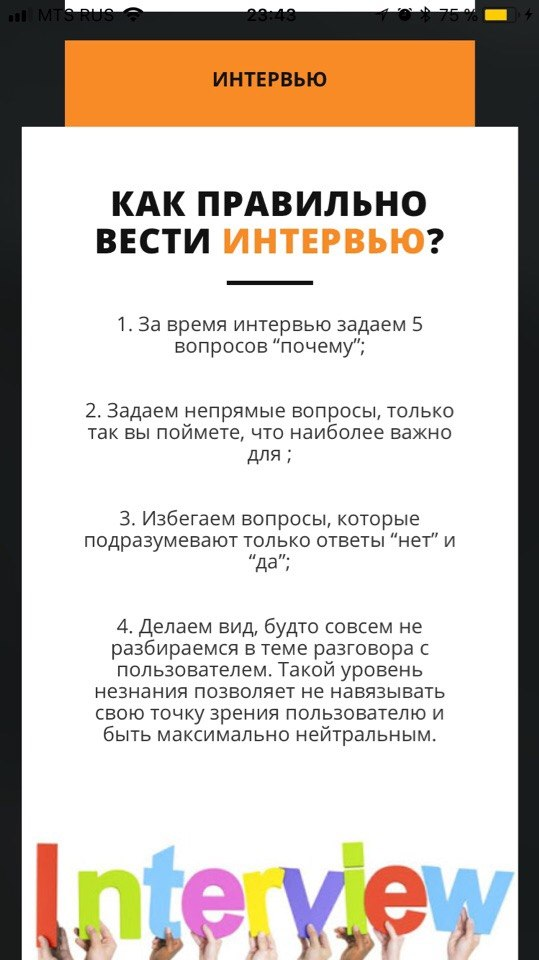 MTS RUS 23:43 75 %
ИНТЕРВЬЮ
КАК ПРАВИЛЬНО
ВЕСТИ ИНТЕРВЬЮ?
1. За время интервью задаем 5
вопросов “почему”;
2. Задаем непрямые вопросы, только
так вы поймете, что наиболее важно
для ;
3. Избегаем вопросы, которые
подразумевают только ответы “нет” и
“да”;
4. Делаем вид, будто совсем не
разбираемся в теме разговора с
пользователем. Такой уровень
незнания позволяет не навязывать
свою точку зрения пользователю и
быть максимально нейтральным.
Interview